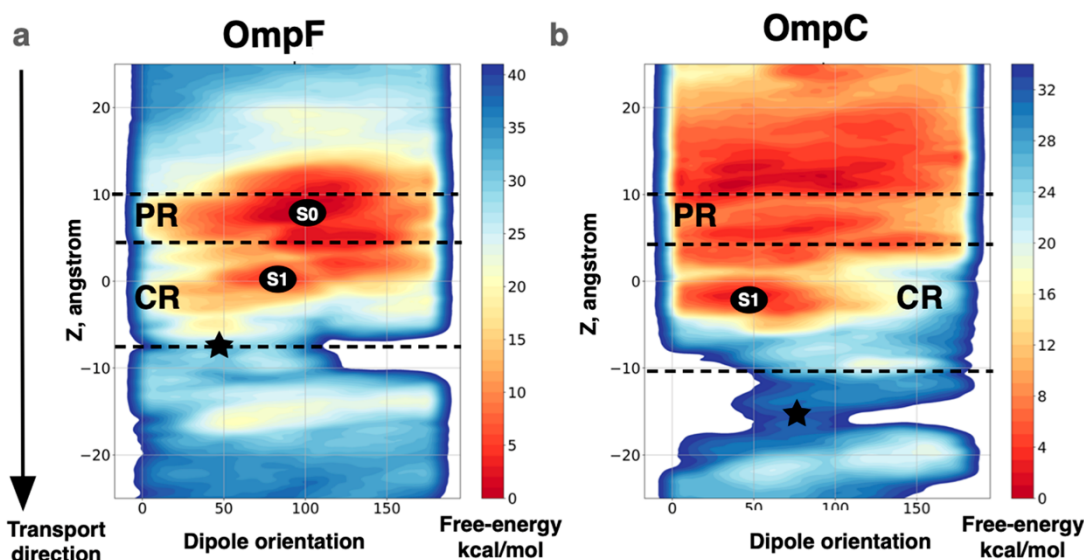 a
OmpF
b
OmpC
20
10
0
−10
−20
Z, angstrom
PR
CR
S0
S1
0
50
100
150
Dipole orientation
40
35
30
25
20
15
10
5
0
Free-energy
kcal/mol
Transport
direction
20
10
0
−10
−20
Z, angstrom
PR
CR
S1
0
50
100
150
Dipole orientation
32
28
24
20
16
12
8
4
0
Free-energy
kcal/mol